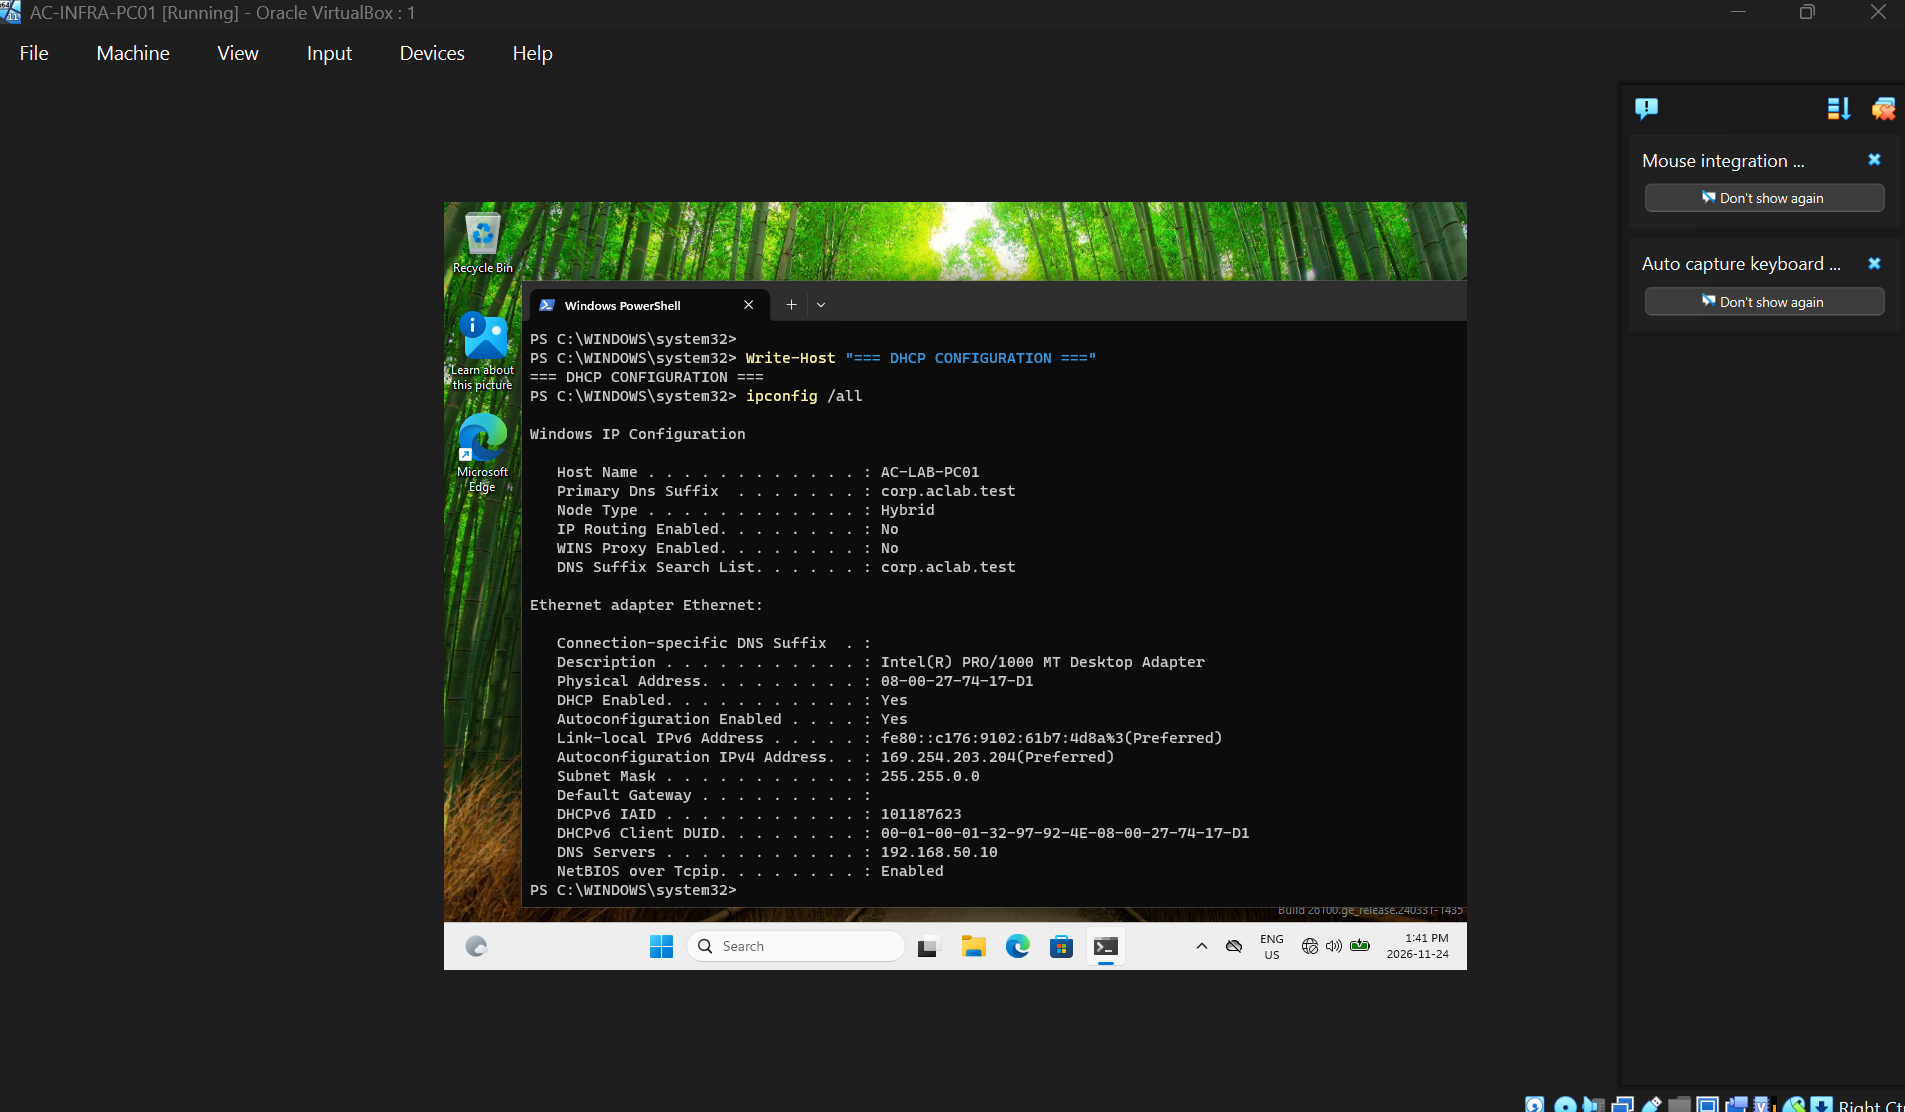 AC-INFRA-PC01 [Running] - Oracle VirtualBox : 1
File Machine View Input Devices Help
Mouse integration ...
Don't show again
Auto capture keyboard ...
Don't show again
Recycle Bin
Learn about
this picture
Microsoft
Edge
Windows PowerShell
PS C:\WINDOWS\system32>
PS C:\WINDOWS\system32> Write-Host "=== DHCP CONFIGURATION ==="
=== DHCP CONFIGURATION ===
PS C:\WINDOWS\system32> ipconfig /all
Windows IP Configuration
Host Name . . . . . . . . . . . . : AC-LAB-PC01
Primary Dns Suffix . . . . . . . : corp.aclab.test
Node Type . . . . . . . . . . . . : Hybrid
IP Routing Enabled. . . . . . . . : No
WINS Proxy Enabled. . . . . . . . : No
DNS Suffix Search List. . . . . . : corp.aclab.test
Ethernet adapter Ethernet:
Connection-specific DNS Suffix . :
Description . . . . . . . . . . . : Intel(R) PRO/1000 MT Desktop Adapter
Physical Address. . . . . . . . . : 08-00-27-74-17-D1
DHCP Enabled. . . . . . . . . . . : Yes
Autoconfiguration Enabled . . . . : Yes
Link-local IPv6 Address . . . . . : fe80::c176:9102:61b7:4d8a%3(Preferred)
Autoconfiguration IPv4 Address. . : 169.254.203.204(Preferred)
Subnet Mask . . . . . . . . . . . : 255.255.0.0
Default Gateway . . . . . . . . . :
DHCPv6 IAID . . . . . . . . . . . : 101187623
DHCPv6 Client DUID. . . . . . . . : 00-01-00-01-32-97-92-4E-08-00-27-74-17-D1
DNS Servers . . . . . . . . . . . : 192.168.50.10
NetBIOS over Tcpip. . . . . . . . : Enabled
PS C:\WINDOWS\system32>
Build 26100.ge_release.240331-1435
Search
ENG
US
1:41 PM
2026-11-24
Right Ct